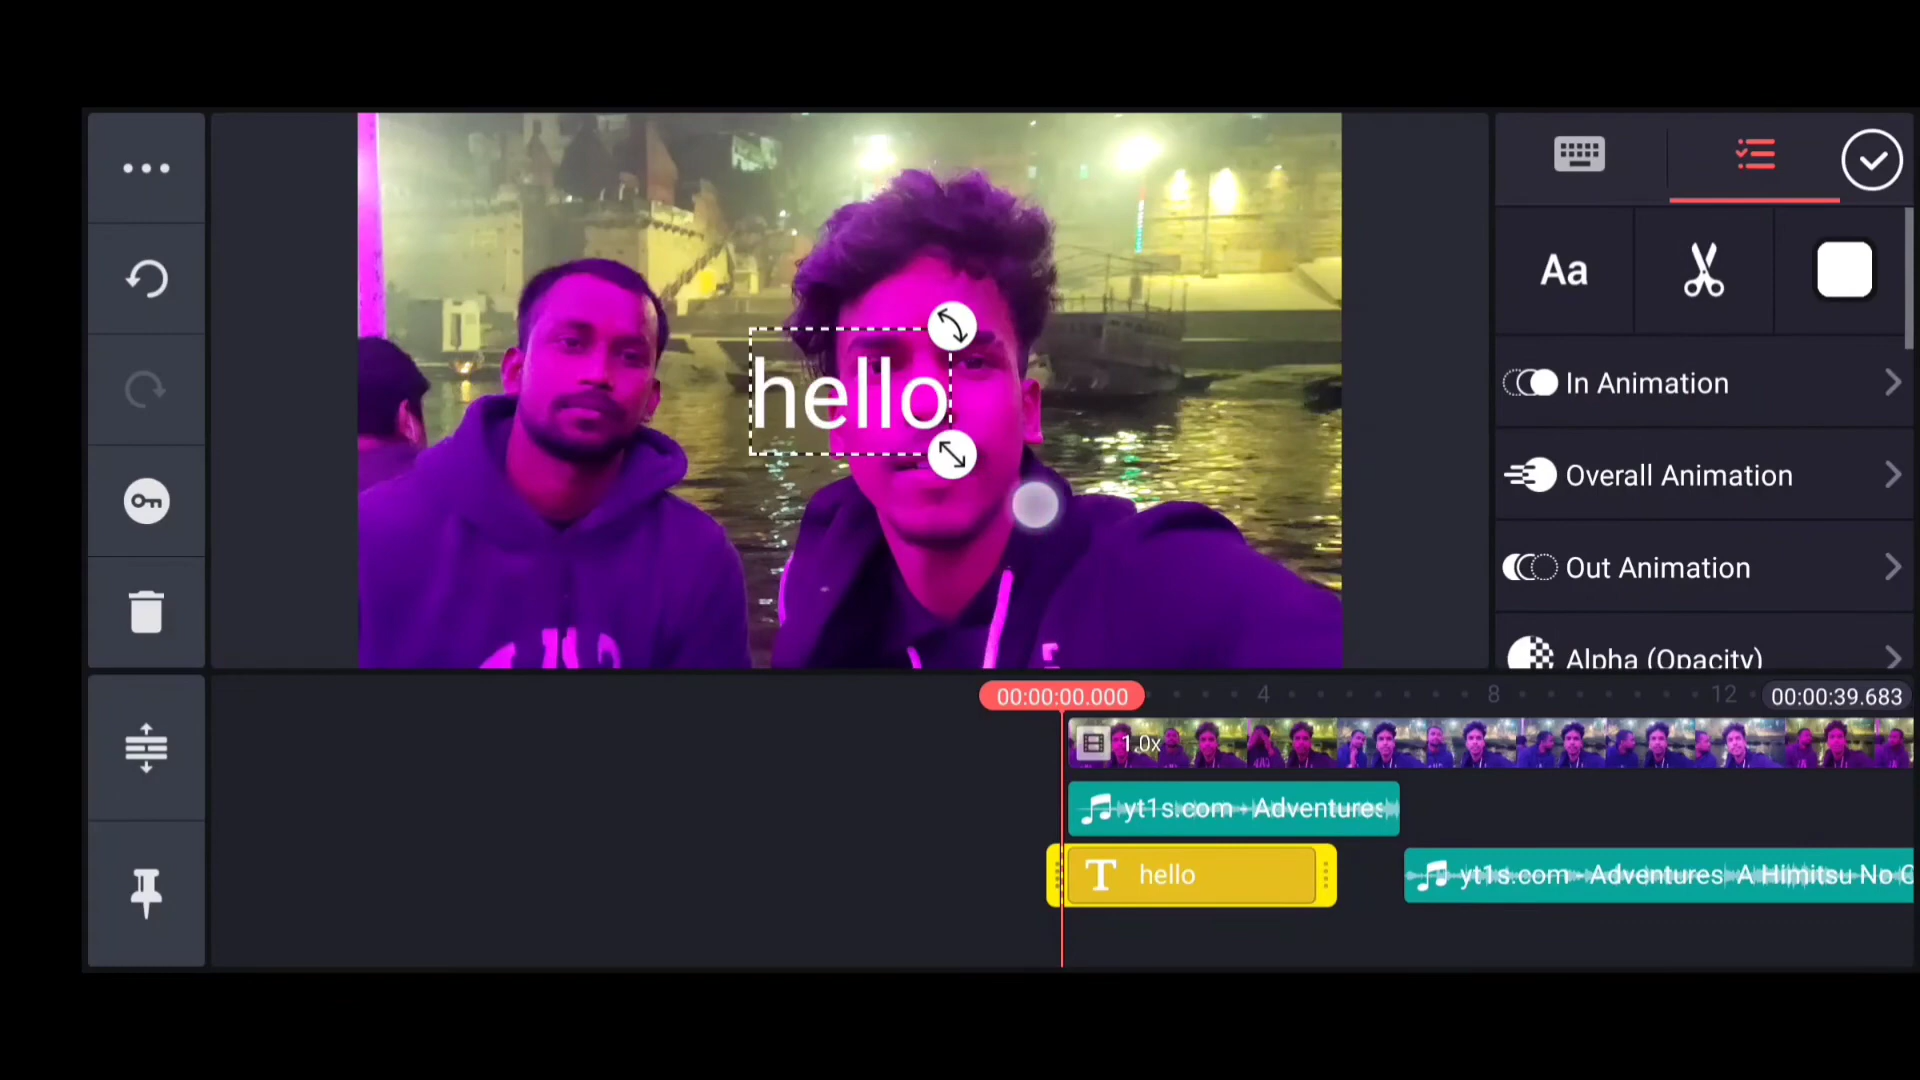 Aa
In Animation
hello
Overall Animation
Out Animation
Alpha (Opacity)
00:00:00.000
4
8
12
00:00:39.683
1.0x
yt1s.com - Adventures
T hello
yt1s.com - Adventures A Himitsu No C